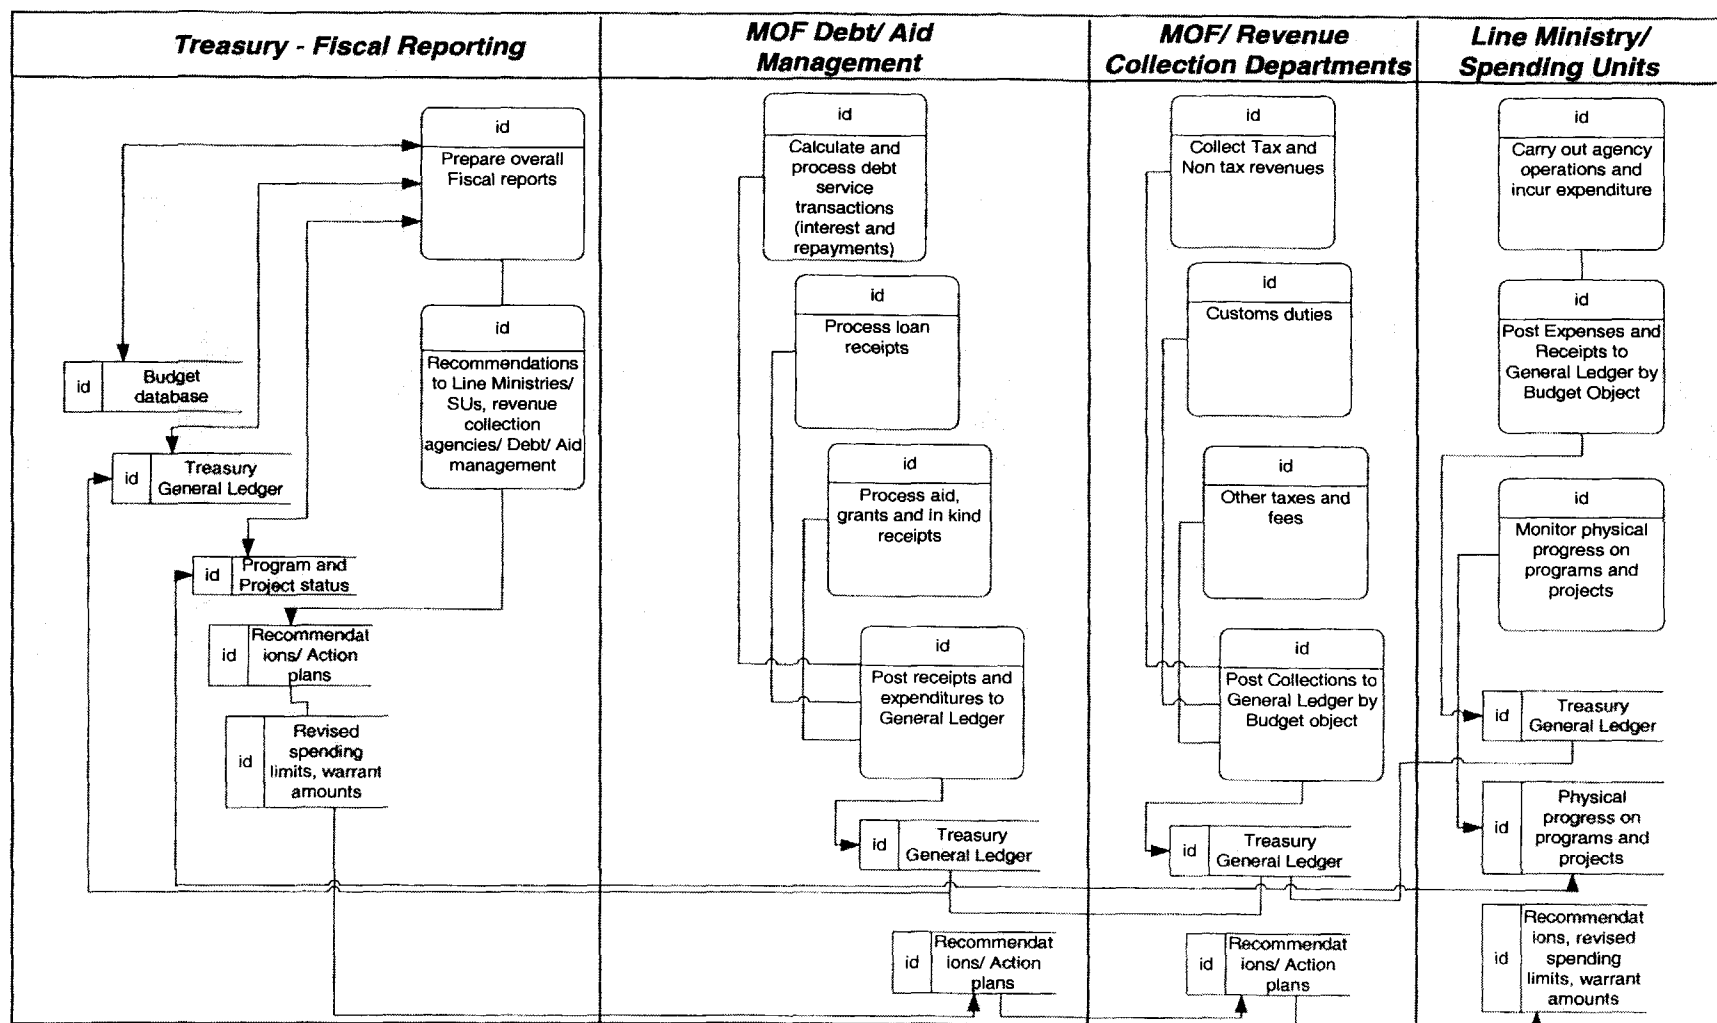 Treasury - Fiscal Reporting
MOF Debt/ Aid
Management
MOF/ Revenue
Collection Departments
Line Ministry/
Spending Units
id
Prepare overall
Fiscal reports
id
Recommendations
to Line Ministries/
SUs, revenue
collection
agencies/ Debt/ Aid
management
id
Budget
database
id
Treasury
General Ledger
id
Program and
Project status
id
Recommendat
ions/ Action
plans
id
Revised
spending
limits, warrant
amounts
id
Calculate and
process debt
service
transactions
(interest and
repayments)
id
Process loan
receipts
id
Process aid,
grants and in kind
receipts
id
Post receipts and
expenditures to
General Ledger
id
Treasury
General Ledger
id
Recommendat
ions/ Action
plans
id
Collect Tax and
Non tax revenues
id
Customs duties
id
Other taxes and
fees
id
Post Collections to
General Ledger by
Budget object
id
Treasury
General Ledger
id
Recommendat
ions/ Action
plans
id
Carry out agency
operations and
incur expenditure
id
Post Expenses and
Receipts to
General Ledger by
Budget Object
id
Monitor physical
progress on
programs and
projects
id
Treasury
General Ledger
id
Physical
progress on
programs and
projects
id
Recommendat
ions, revised
spending
limits, warrant
amounts